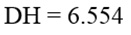 DH = 6.554